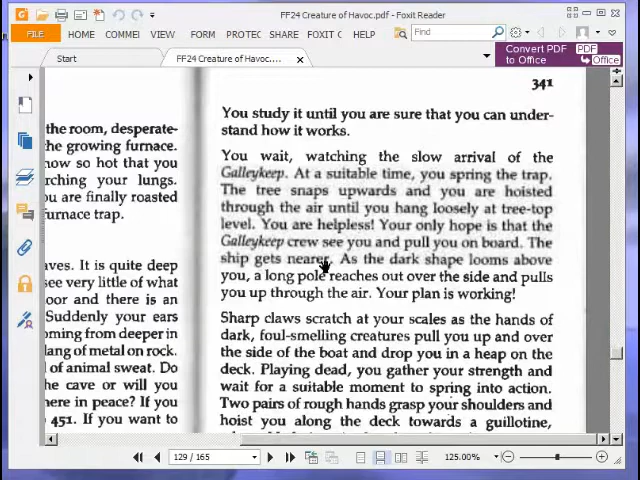 FF24 Creature of Havoc.pdf - Foxit Reader
FILE HOME COMMEI FORM PROTEC SHARE FOXIT C HELP Find
Convert PDF to Office PDF Office
Start FF24 Creature of Havoc....
341
the room, desperate-
he growing furnace.
now so hot that you
rching your lungs.
ou are finally roasted
furnace trap.
aves. It is quite deep
see very little of what
oor and there is an
Suddenly your ears
oming from deeper in
lang of metal on rock.
l of animal sweat. Do
he cave or will you
here in peace? If you
451. If you want to
You study it until you are sure that you can under-
stand how it works.
You wait, watching the slow arrival of the
Galleykeep. At a suitable time, you spring the trap.
The tree snaps upwards and you are hoisted
through the air until you hang loosely at tree-top
level. You are helpless! Your only hope is that the
Galleykeep crew see you and pull you on board. The
ship gets nearer. As the dark shape looms above
you, a long pole reaches out over the side and pulls
you up through the air. Your plan is working!
Sharp claws scratch at your scales as the hands of
dark, foul-smelling creatures pull you up and over
the side of the boat and drop you in a heap on the
deck. Playing dead, you gather your strength and
wait for a suitable moment to spring into action.
Two pairs of rough hands grasp your shoulders and
hoist you along the deck towards a guillotine,
129 / 165 125.00%